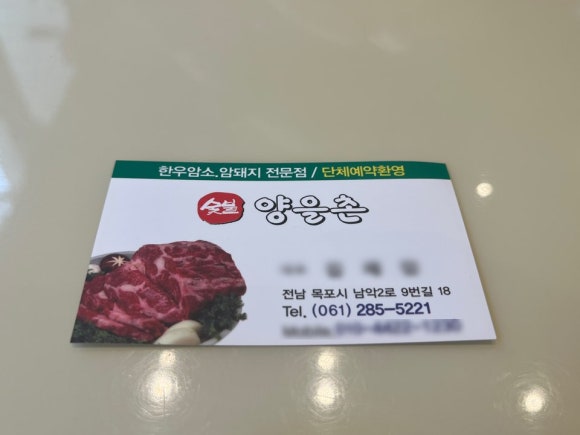 한우암소.암돼지 전문점 / 단체예약환영
숯불 양을촌
전남 목포시 남악2로 9번길 18
Tel. (061) 285-5221